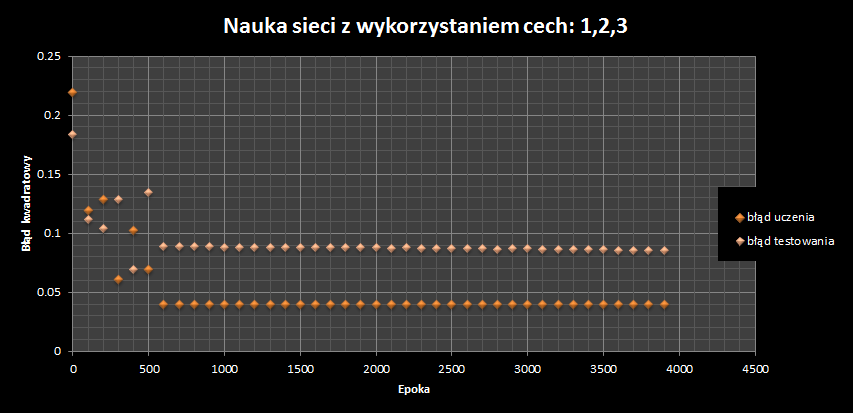 Nauka sieci z wykorzystaniem cech: 1,2,3
0.25
0.2
0.15
0.1
0.05
0
Błąd kwadratowy
0 500 1000 1500 2000 2500 3000 3500 4000 4500
Epoka
błąd uczenia
błąd testowania